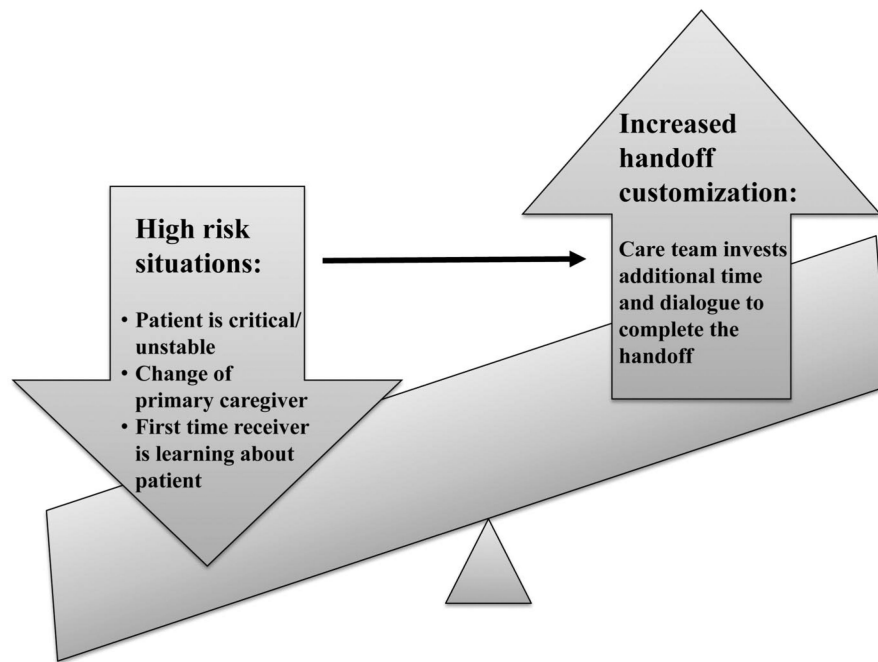 High risk
situations:
• Patient is critical/
unstable
• Change of
primary caregiver
• First time receiver
is learning about
patient
Increased
handoff
customization:
Care team invests
additional time
and dialogue to
complete the
handoff